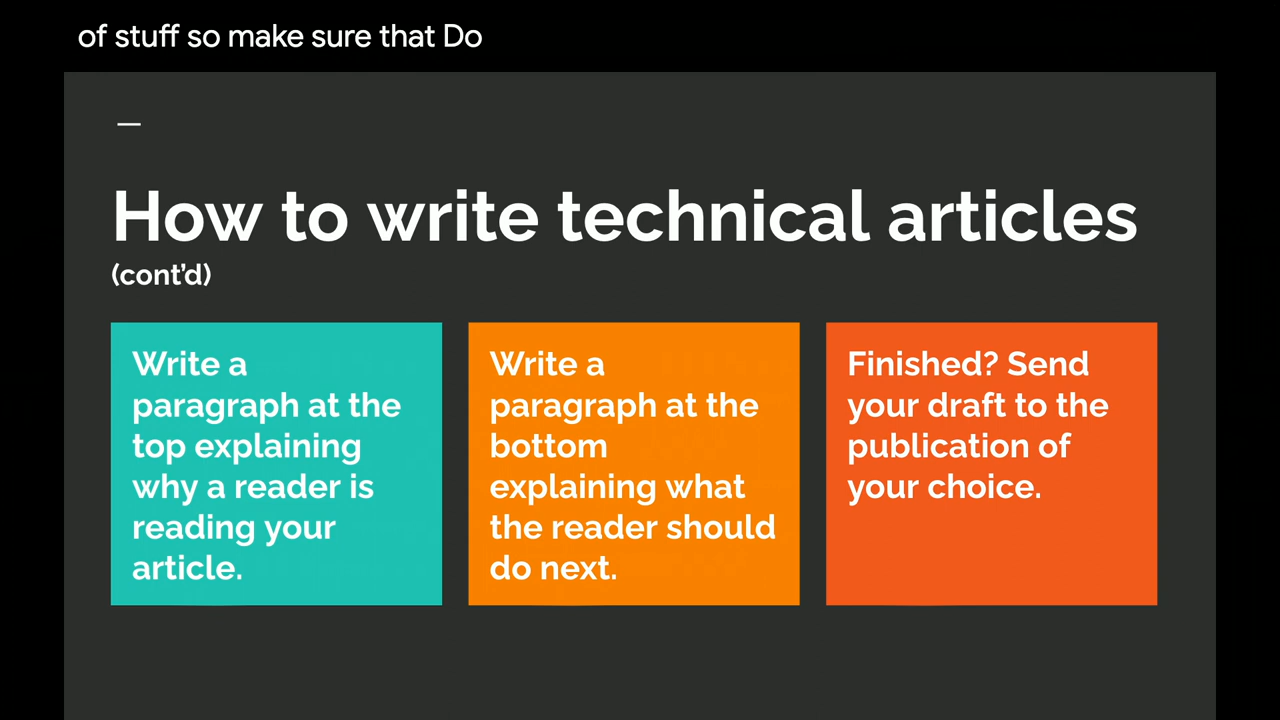 of stuff so make sure that Do
How to write technical articles
(cont'd)
Write a
paragraph at the
top explaining
why a reader is
reading your
article.
Write a
paragraph at the
bottom
explaining what
the reader should
do next.
Finished? Send
your draft to the
publication of
your choice.